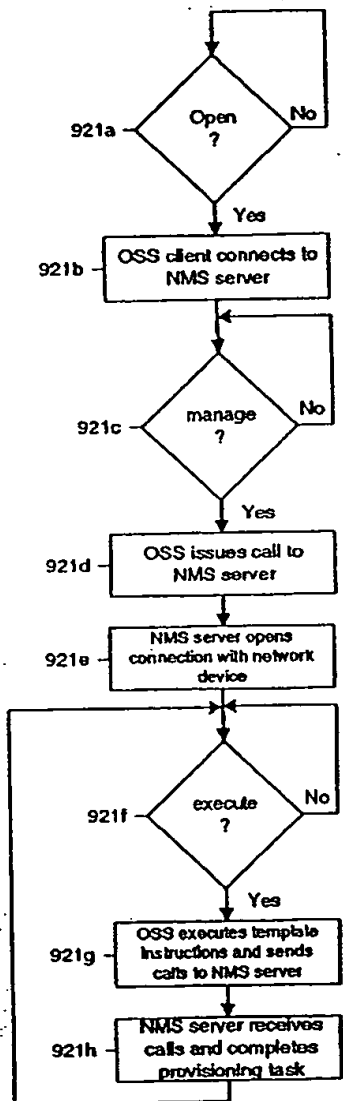 Open
?
No
921a
Yes
OSS client connects to
NMS server
921b
manage
?
No
921c
Yes
OSS issues call to
NMS server
921d
NMS server opens
connection with network
device
921e
execute
?
No
921f
Yes
OSS executes template
instructions and sends
calls to NMS server
921g
NMS server receives
calls and completes
provisioning task
921h